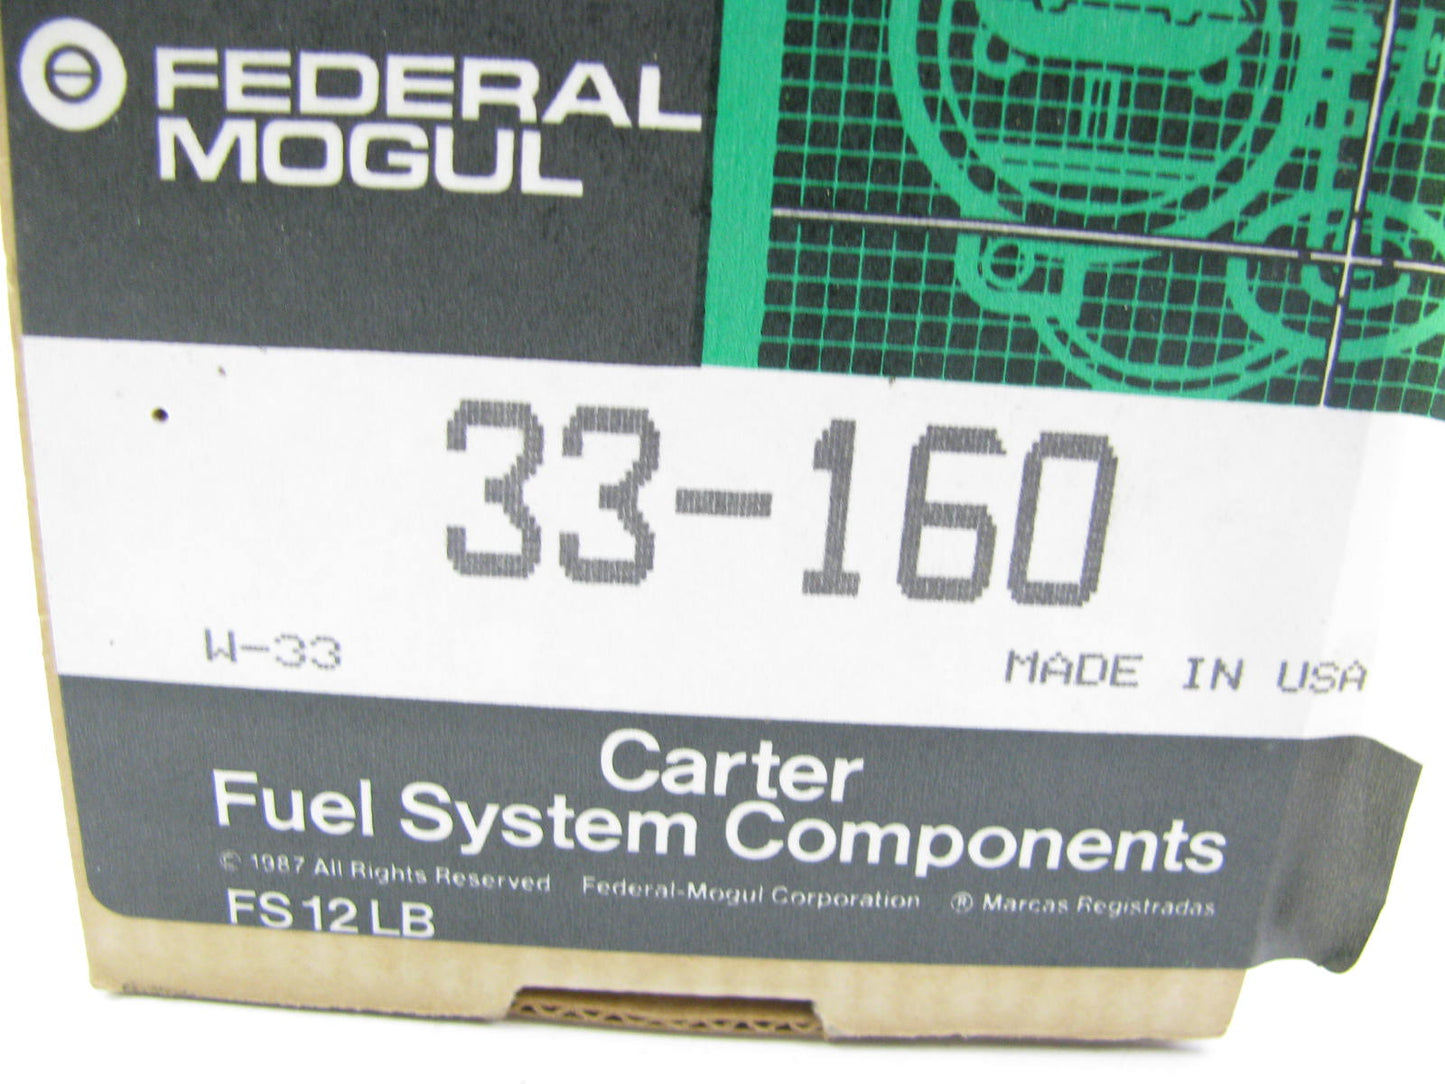 FEDERAL
MOGUL
33-160
W-33
MADE IN USA
Carter
Fuel System Components
© 1987 All Rights Reserved Federal-Mogul Corporation ® Marcas Registradas
FS 12 LB